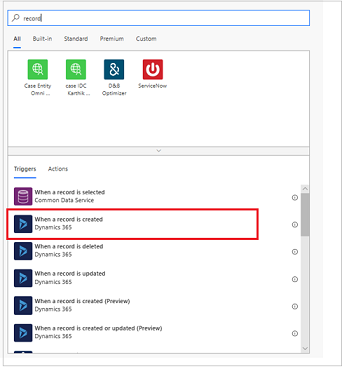 record
All Built-in Standard Premium Custom
Case Entity Omni ...
case IDC Karthik ...
D&B Optimizer
ServiceNow
Triggers Actions
When a record is selected
Common Data Service
When a record is created
Dynamics 365
When a record is deleted
Dynamics 365
When a record is updated
Dynamics 365
When a record is created (Preview)
Dynamics 365
When a record is created or updated (Preview)
Dynamics 365